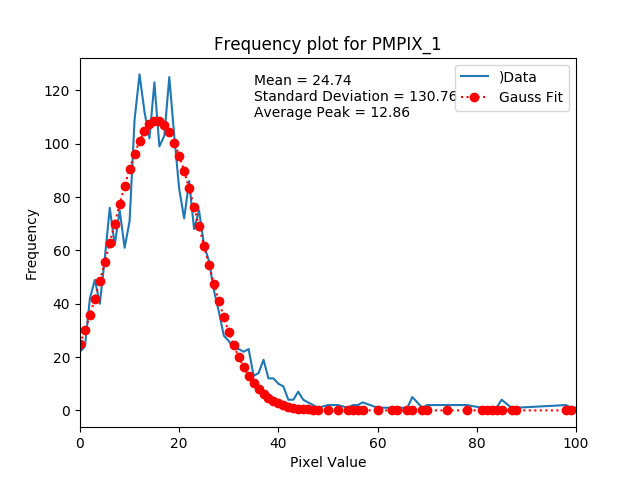 Frequency plot for PMPIX_1
Mean = 24.74
Standard Deviation = 130.76
Average Peak = 12.86
)Data
Gauss Fit
Frequency
120
100
80
60
40
20
0
0 20 40 60 80 100
Pixel Value